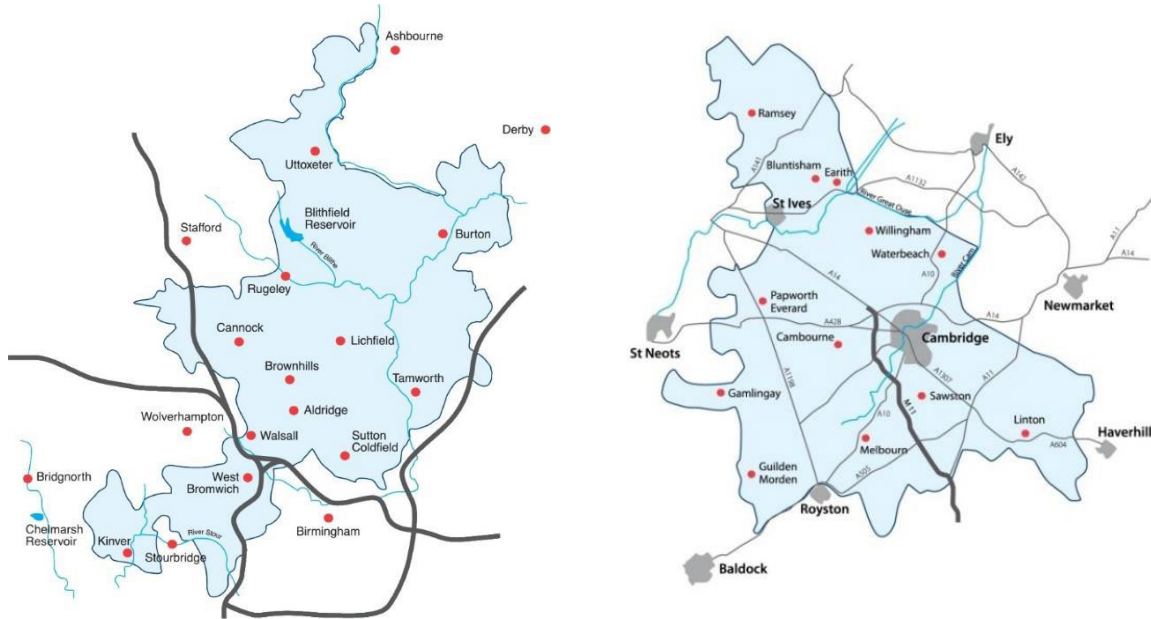 Ashbourne
Derby
Uttoxeter
Blithfield
Reservoir
Stafford
Burton
River Blithe
Rugeley
Cannock
Lichfield
Brownhills
Tamworth
Aldridge
Wolverhampton
Walsall
Sutton
Coldfield
Bridgnorth
West
Bromwich
Chelmarsh
Reservoir
Birmingham
River Stour
Kinver
Stourbridge
Ramsey
Ely
A141
Bluntisham
Earith
A1132
A142
River Great Ouse
St Ives
Willingham
A11
Waterbeach
A14
A10
River Cam
A14
Papworth
Everard
Newmarket
A14
A428
St Neots
Cambourne
Cambridge
A1198
A1307
A11
Gamlingay
M11
Sawston
A10
Linton
Melbourn
A604
Haverhill
Guilden
Morden
A505
Royston
Baldock